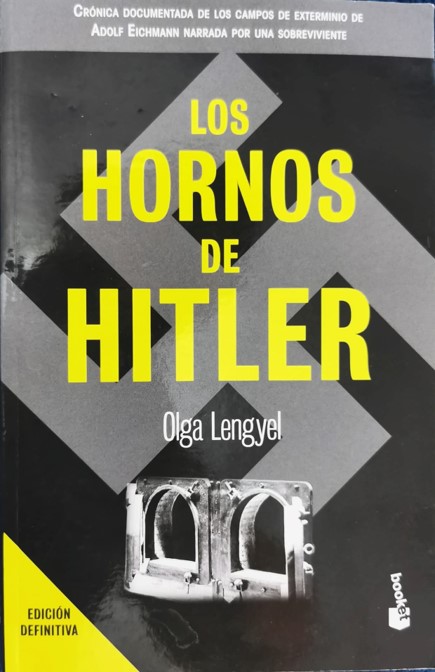 CRÓNICA DOCUMENTADA DE LOS CAMPOS DE EXTERMINIO DE
ADOLF EICHMANN NARRADA POR UNA SOBREVIVIENTE
LOS
HORNOS
DE
HITLER
Olga Lengyel
booket
EDICIÓN
DEFINITIVA